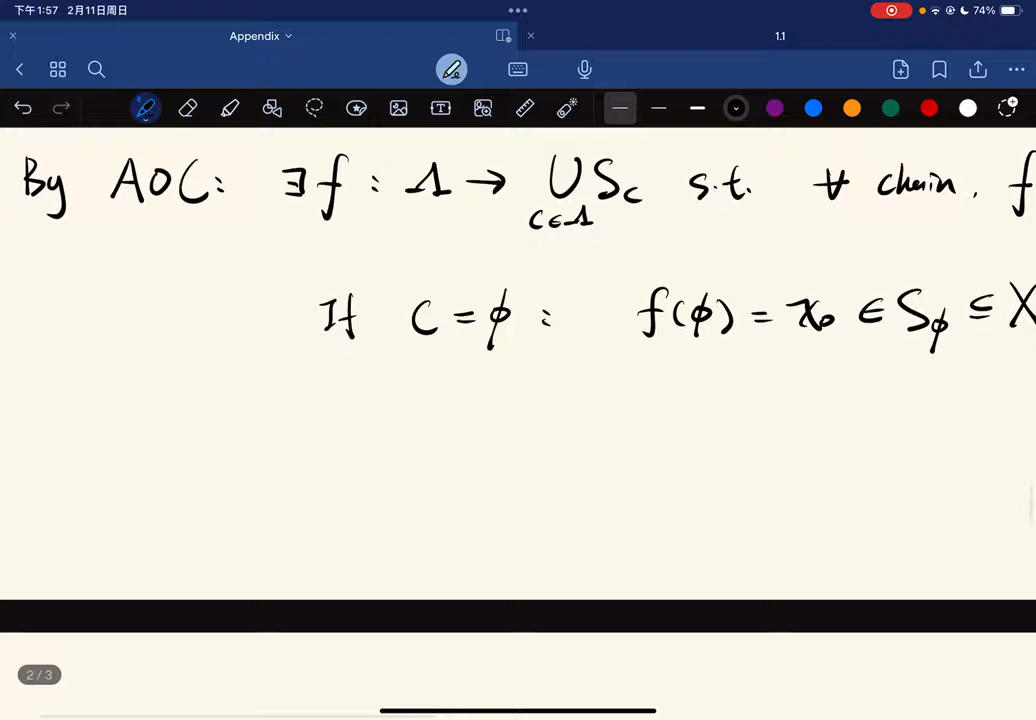 下午1:57 2月11日周日 74%
Appendix 1.1
By AOC: ∃ f : Λ → ⋃_{C∈Λ} S_C s.t. ∀ chain, f
If C = ϕ : f(ϕ) = x₀ ∈ S_ϕ ⊆ X
2 / 3